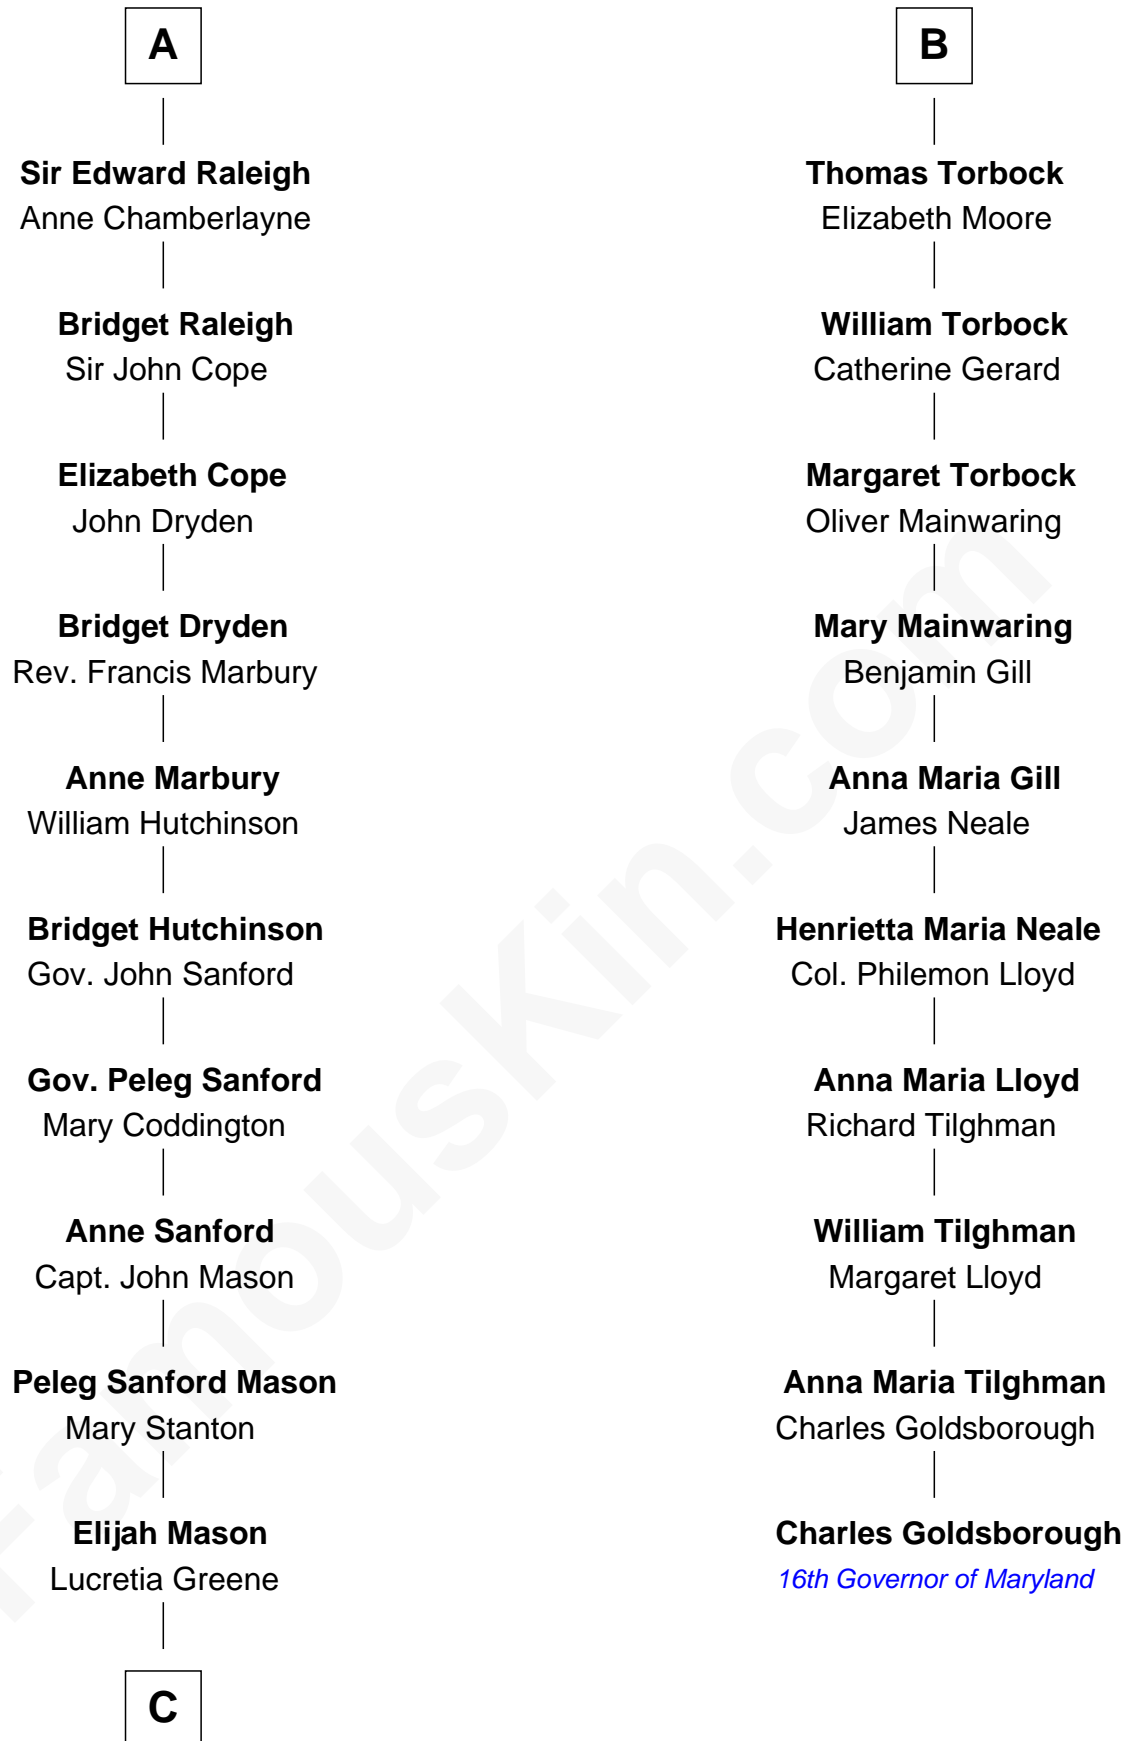 A
Sir Edward Raleigh
Anne Chamberlayne
Bridget Raleigh
Sir John Cope
Elizabeth Cope
John Dryden
Bridget Dryden
Rev. Francis Marbury
Anne Marbury
William Hutchinson
Bridget Hutchinson
Gov. John Sanford
Gov. Peleg Sanford
Mary Coddington
Anne Sanford
Capt. John Mason
Peleg Sanford Mason
Mary Stanton
Elijah Mason
Lucretia Greene
C
B
Thomas Torbock
Elizabeth Moore
William Torbock
Catherine Gerard
Margaret Torbock
Oliver Mainwaring
Mary Mainwaring
Benjamin Gill
Anna Maria Gill
James Neale
Henrietta Maria Neale
Col. Philemon Lloyd
Anna Maria Lloyd
Richard Tilghman
William Tilghman
Margaret Lloyd
Anna Maria Tilghman
Charles Goldsborough
Charles Goldsborough
16th Governor of Maryland
FamousKin.com